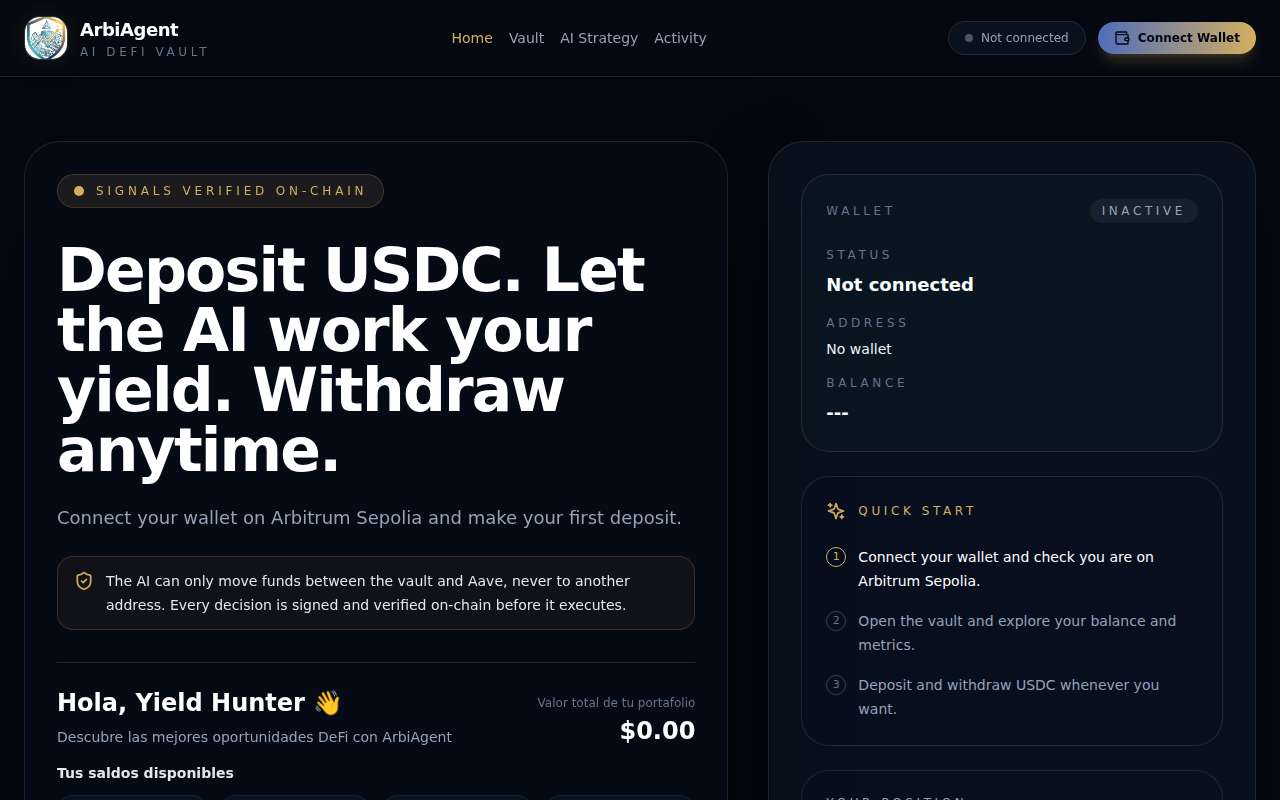 ArbiAgent
AI DEFI VAULT
Home Vault AI Strategy Activity
Not connected
Connect Wallet
SIGNALS VERIFIED ON-CHAIN
Deposit USDC. Let
the AI work your
yield. Withdraw
anytime.
Connect your wallet on Arbitrum Sepolia and make your first deposit.
The AI can only move funds between the vault and Aave, never to another
address. Every decision is signed and verified on-chain before it executes.
Hola, Yield Hunter 👋
Descubre las mejores oportunidades DeFi con ArbiAgent
Valor total de tu portafolio
$0.00
Tus saldos disponibles
WALLET
INACTIVE
STATUS
Not connected
ADDRESS
No wallet
BALANCE
---
QUICK START
1 Connect your wallet and check you are on
Arbitrum Sepolia.
2 Open the vault and explore your balance and
metrics.
3 Deposit and withdraw USDC whenever you
want.
YOUR POSITION